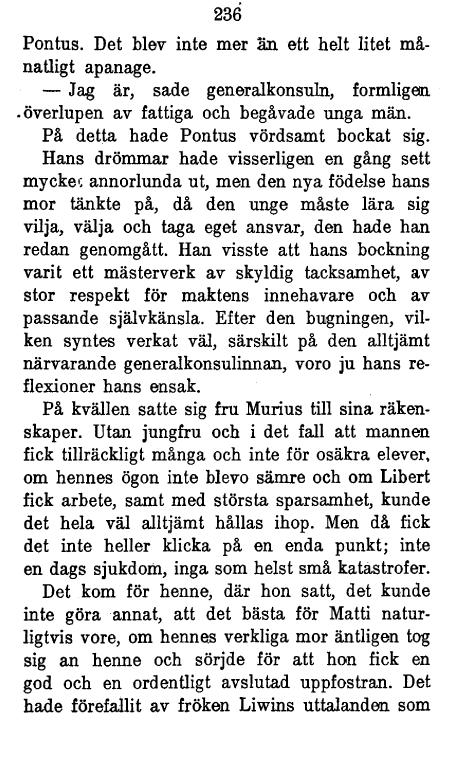 236
Pontus. Det blev inte mer än ett helt litet må-
natligt apanage.
— Jag är, sade generalkonsuln, formligen
överlupen av fattiga och begåvade unga män.
På detta hade Pontus vördsamt bockat sig.
Hans drömmar hade visserligen en gång sett
mycket annorlunda ut, men den nya födelse hans
mor tänkte på, då den unge måste lära sig
vilja, välja och taga eget ansvar, den hade han
redan genomgått. Han visste att hans bockning
varit ett mästerverk av skyldig tacksamhet, av
stor respekt för maktens innehavare och av
passande självkänsla. Efter den bugningen, vil-
ken syntes verkat väl, särskilt på den alltjämt
närvarande generalkonsulinnan, voro ju hans re-
flexioner hans ensak.
På kvällen satte sig fru Murius till sina räken-
skaper. Utan jungfru och i det fall att mannen
fick tillräckligt många och inte för osäkra elever,
om hennes ögon inte blevo sämre och om Libert
fick arbete, samt med största sparsamhet, kunde
det hela väl alltjämt hållas ihop. Men då fick
det inte heller klicka på en enda punkt; inte
en dags sjukdom, inga som helst små katastrofer.
Det kom för henne, där hon satt, det kunde
inte göra annat, att det bästa för Matti natur-
ligtvis vore, om hennes verkliga mor äntligen tog
sig an henne och sörjde för att hon fick en
god och en ordentligt avslutad uppfostran. Det
hade förefallit av fröken Liwins uttalanden som